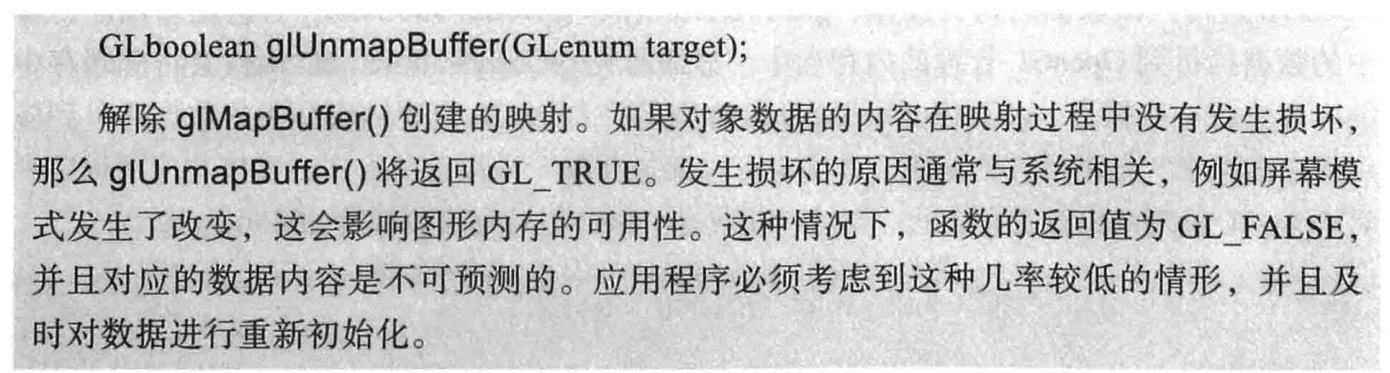 GLboolean glUnmapBuffer(GLenum target);
解除 glMapBuffer() 创建的映射。如果对象数据的内容在映射过程中没有发生损坏，
那么 glUnmapBuffer() 将返回 GL_TRUE。发生损坏的原因通常与系统相关，例如屏幕模
式发生了改变，这会影响图形内存的可用性。这种情况下，函数的返回值为 GL_FALSE，
并且对应的数据内容是不可预测的。应用程序必须考虑到这种几率较低的情形，并且及
时对数据进行重新初始化。